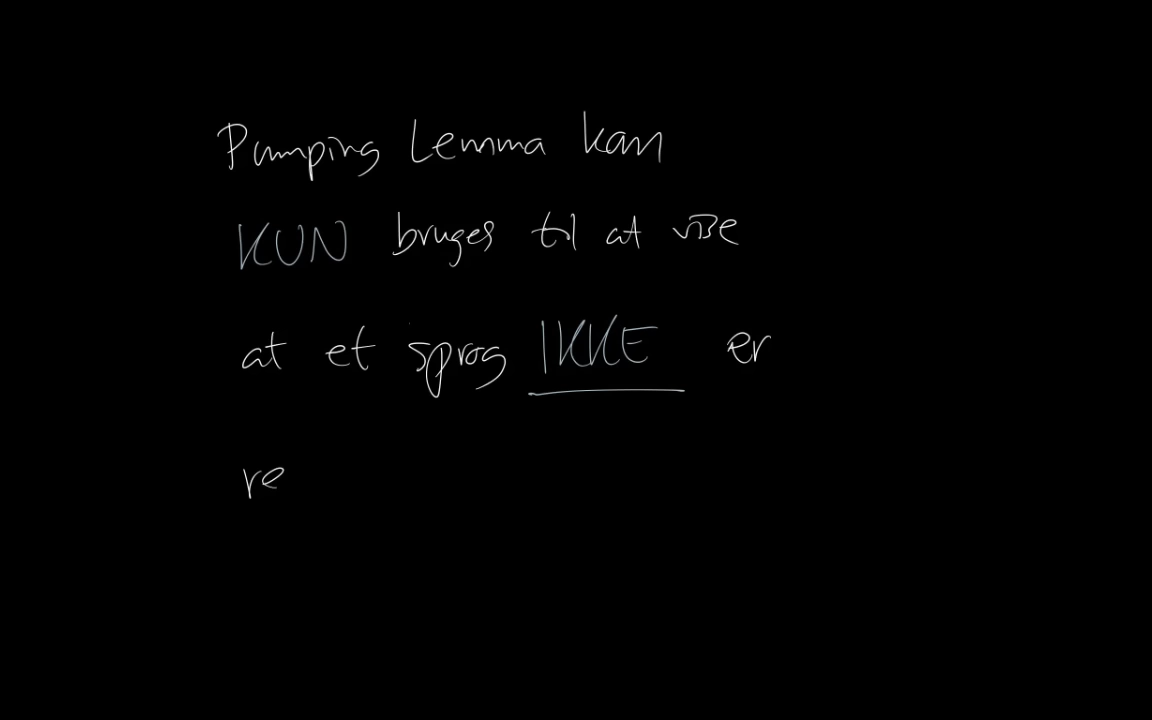 Pumping Lemma kan
KUN bruges til at vise
at et sprog IKKE er
re